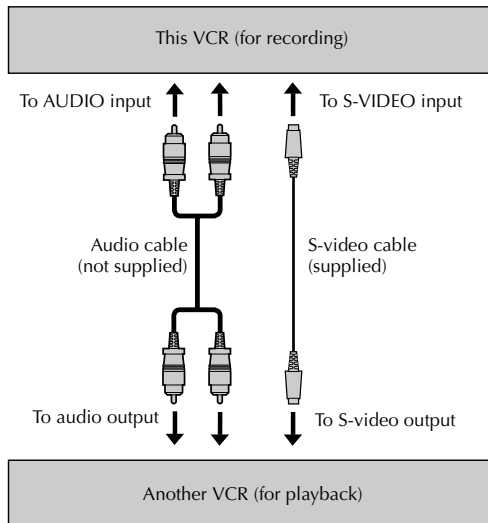 This VCR (for recording)
To AUDIO input
To S-VIDEO input
Audio cable
(not supplied)
S-video cable
(supplied)
To audio output
To S-video output
Another VCR (for playback)